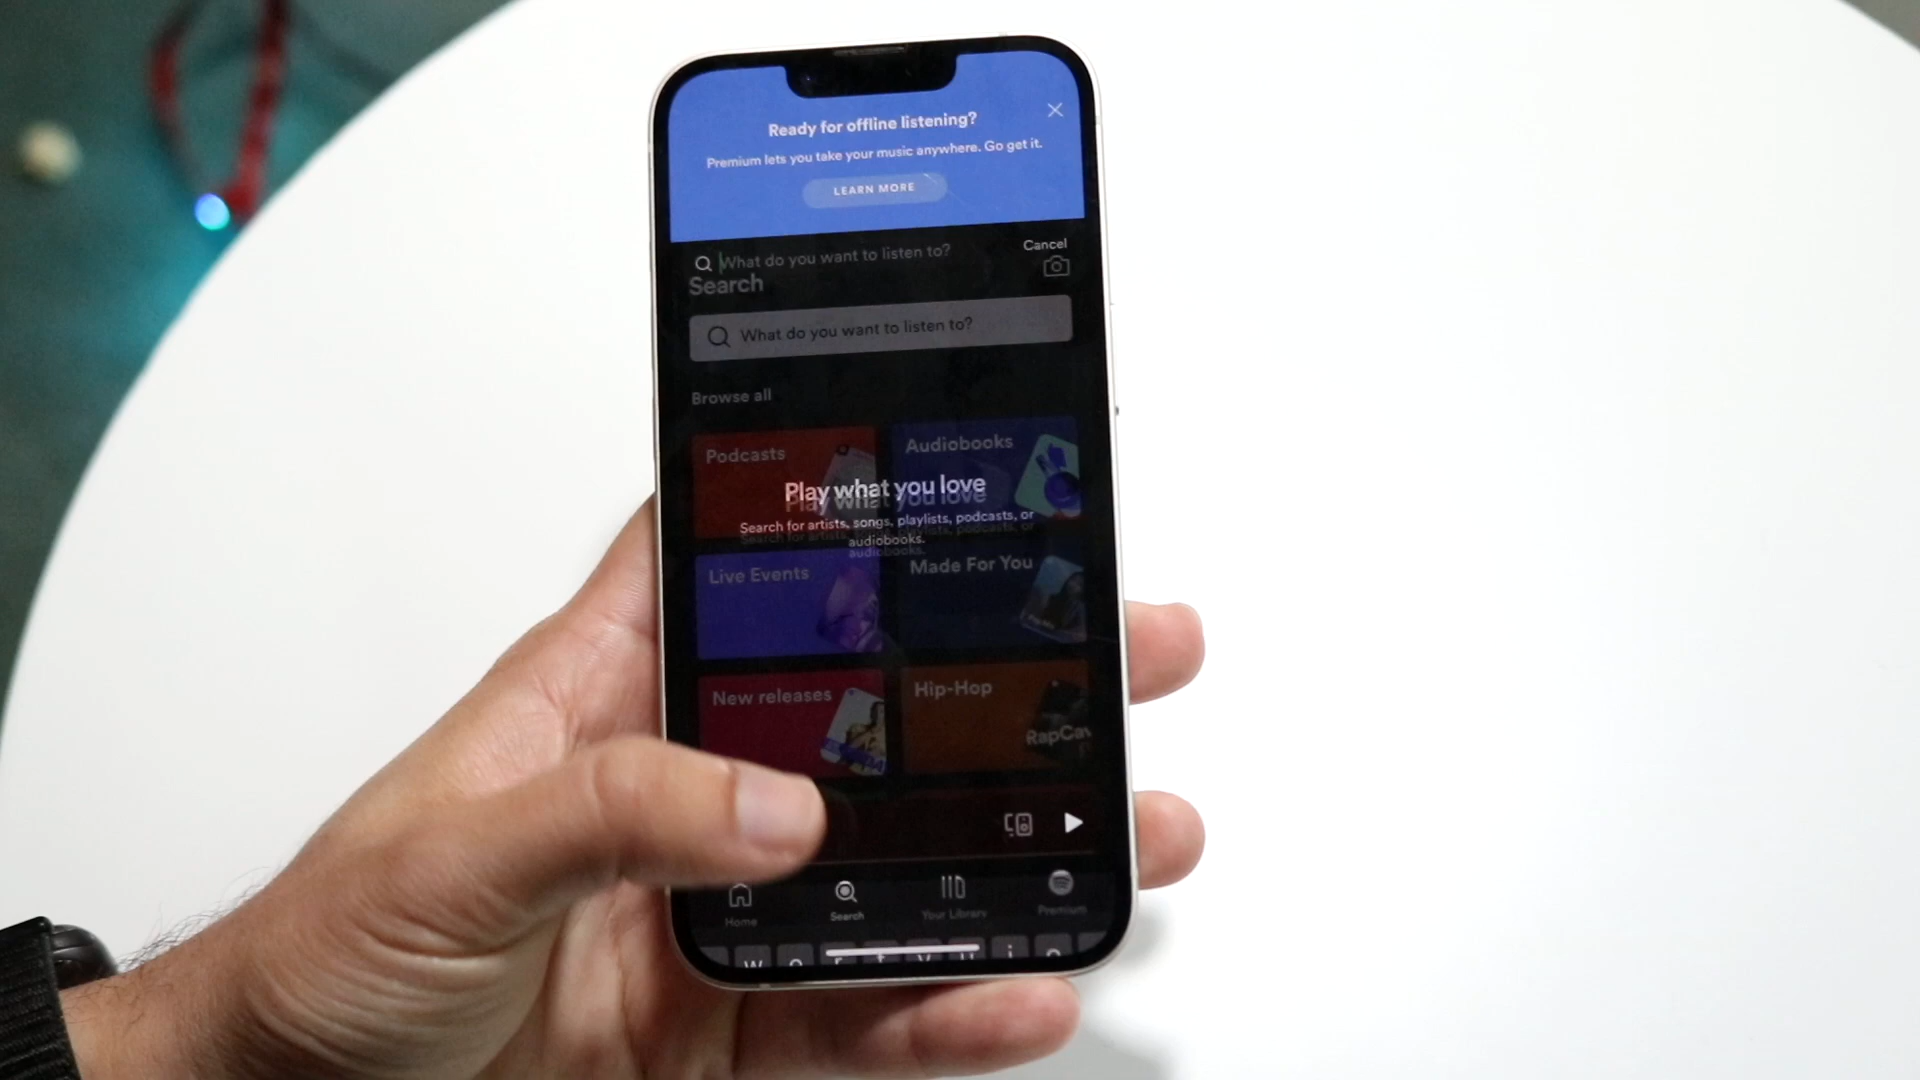 Ready for offline listening?
Premium lets you take your music anywhere. Go get it.
LEARN MORE
What do you want to listen to?
Cancel
Search
What do you want to listen to?
Browse all
Podcasts
Audiobooks
Play what you love
Play what you love
Search for artists, songs, playlists, podcasts, or
Search for artists, songs, playlists, podcasts, or
audiobooks.
audiobooks.
Live Events
Made For You
New releases
Hip-Hop
RapCav
Home
Search
Your Library
Premium